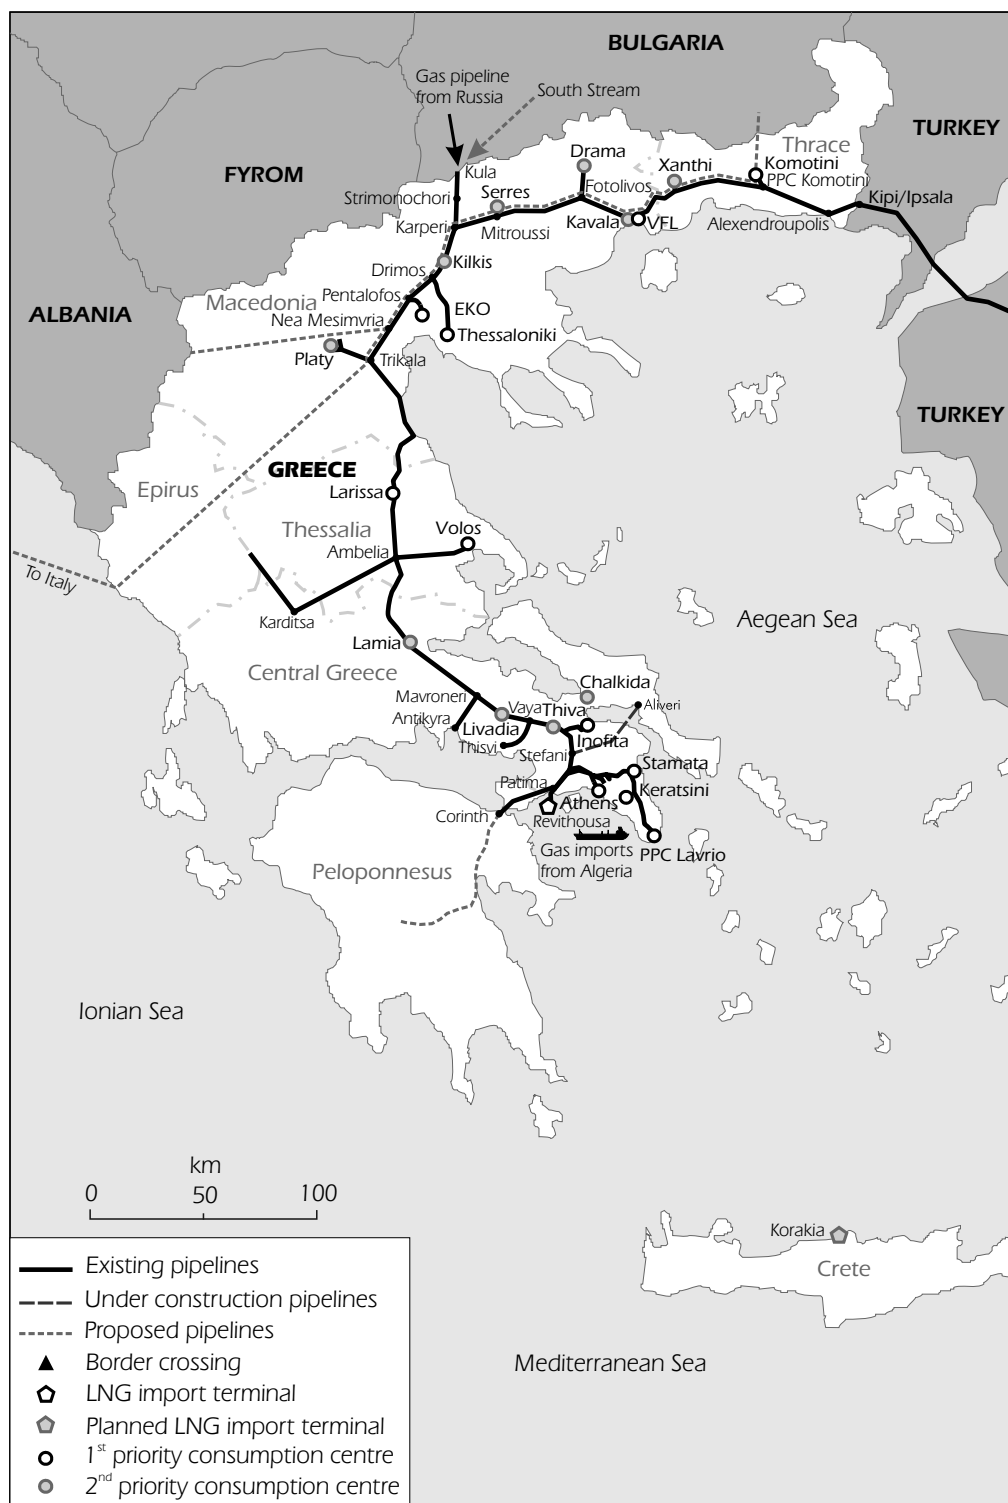 BULGARIA
Gas pipeline
from Russia
South Stream
TURKEY
Thrace
FYROM
Drama
Xanthi
Komotini
PPC Komotini
Kula
Fotolivos
Strimonochori
Serres
Kipi/Ipsala
Karperi
Mitroussi
Kavala
VFL
Alexendroupolis
Kilkis
Drimos
Macedonia
Pentalofos
ALBANIA
EKO
Nea Mesimvria
Thessaloniki
Platy
Trikala
TURKEY
GREECE
Epirus
Larissa
Thessalia
Volos
Ambelia
To Italy
Karditsa
Aegean Sea
Lamia
Central Greece
Chalkida
Mavroneri
Aliveri
Antikyra
Livadia
Vaya
Thiva
Thisvi
Inofita
Stefani
Stamata
Patima
Keratsini
Athens
Corinth
Revithousa
Gas imports
from Algeria
PPC Lavrio
Peloponnesus
Ionian Sea
km
0 50 100
Korakia
Crete
Mediterranean Sea
Existing pipelines
Under construction pipelines
Proposed pipelines
Border crossing
LNG import terminal
Planned LNG import terminal
1st priority consumption centre
2nd priority consumption centre